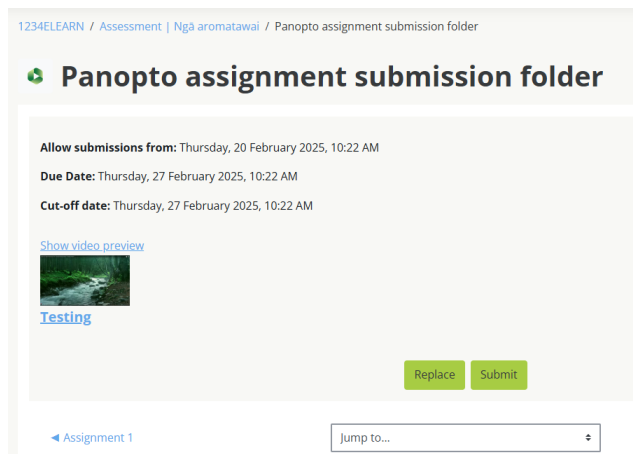 1234ELEARN / Assessment | Ngā aromatawai / Panopto assignment submission folder
Panopto assignment submission folder
Allow submissions from: Thursday, 20 February 2025, 10:22 AM
Due Date: Thursday, 27 February 2025, 10:22 AM
Cut-off date: Thursday, 27 February 2025, 10:22 AM
Show video preview
Testing
Replace Submit
◄ Assignment 1 Jump to...